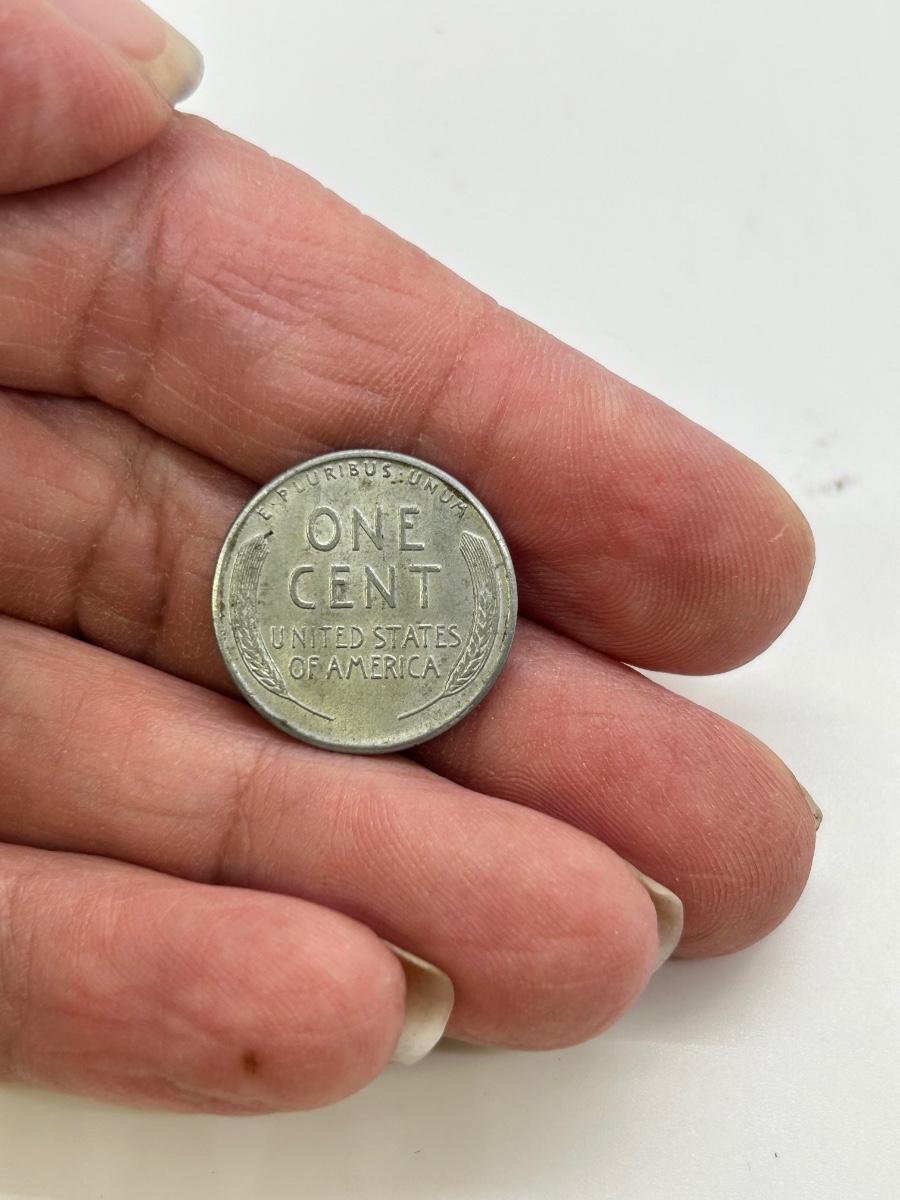 E·PLURIBUS·UNUM
ONE
CENT
UNITED STATES
OF AMERICA